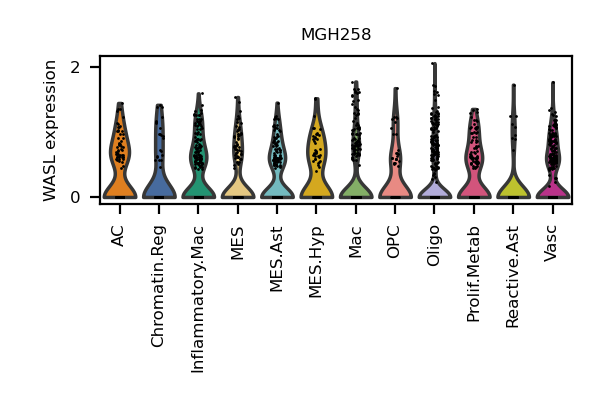 MGH258
WASL expression
2
0
AC
Chromatin.Reg
Inflammatory.Mac
MES
MES.Ast
MES.Hyp
Mac
OPC
Oligo
Prolif.Metab
Reactive.Ast
Vasc